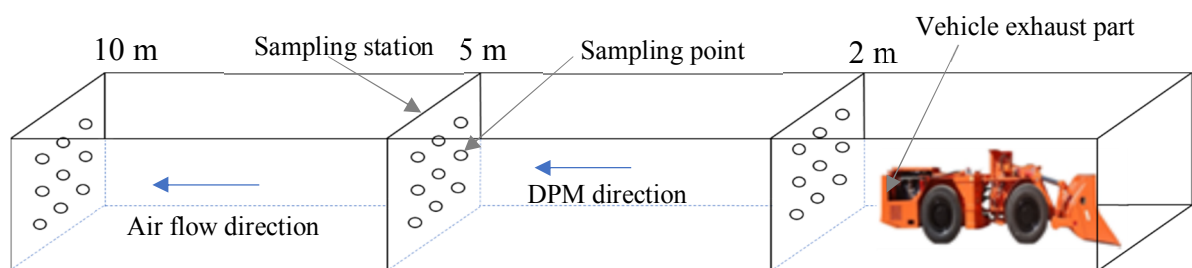 Vehicle exhaust part
10 m
Sampling station
5 m
Sampling point
2 m
DPM direction
Air flow direction